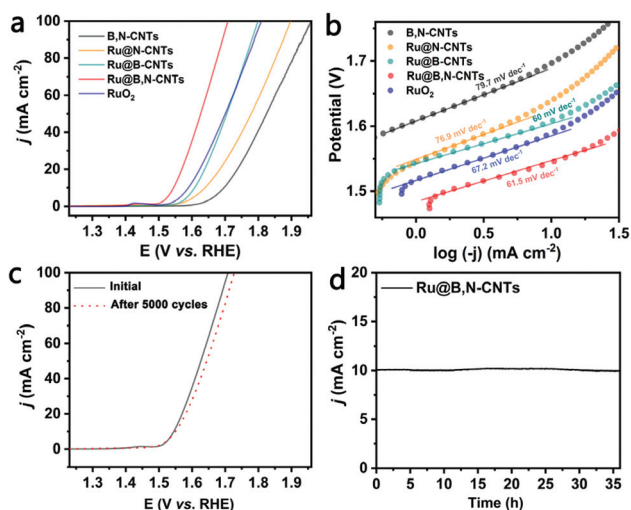 a
B,N-CNTs
Ru@N-CNTs
Ru@B-CNTs
Ru@B,N-CNTs
RuO₂
j (mA cm⁻²)
100
80
60
40
20
0
1.3 1.4 1.5 1.6 1.7 1.8 1.9
E (V vs. RHE)
b
B,N-CNTs
Ru@N-CNTs
Ru@B-CNTs
Ru@B,N-CNTs
RuO₂
Potential (V)
1.7
1.6
1.5
79.7 mV dec⁻¹
76.9 mV dec⁻¹
60 mV dec⁻¹
67.2 mV dec⁻¹
61.5 mV dec⁻¹
0.0 0.5 1.0 1.5
log (-j) (mA cm⁻²)
c
Initial
After 5000 cycles
j (mA cm⁻²)
100
80
60
40
20
0
1.3 1.4 1.5 1.6 1.7 1.8 1.9
E (V vs. RHE)
d
Ru@B,N-CNTs
j (mA cm⁻²)
20
15
10
5
0
0 5 10 15 20 25 30 35
Time (h)